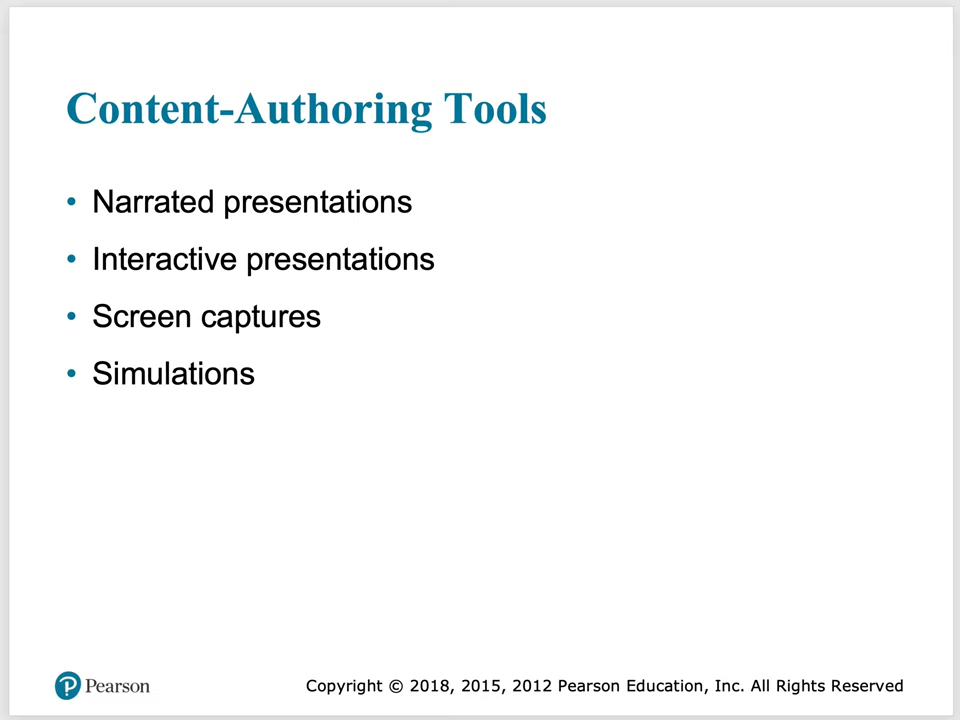 Content-Authoring Tools
• Narrated presentations
• Interactive presentations
• Screen captures
• Simulations
Pearson
Copyright © 2018, 2015, 2012 Pearson Education, Inc. All Rights Reserved